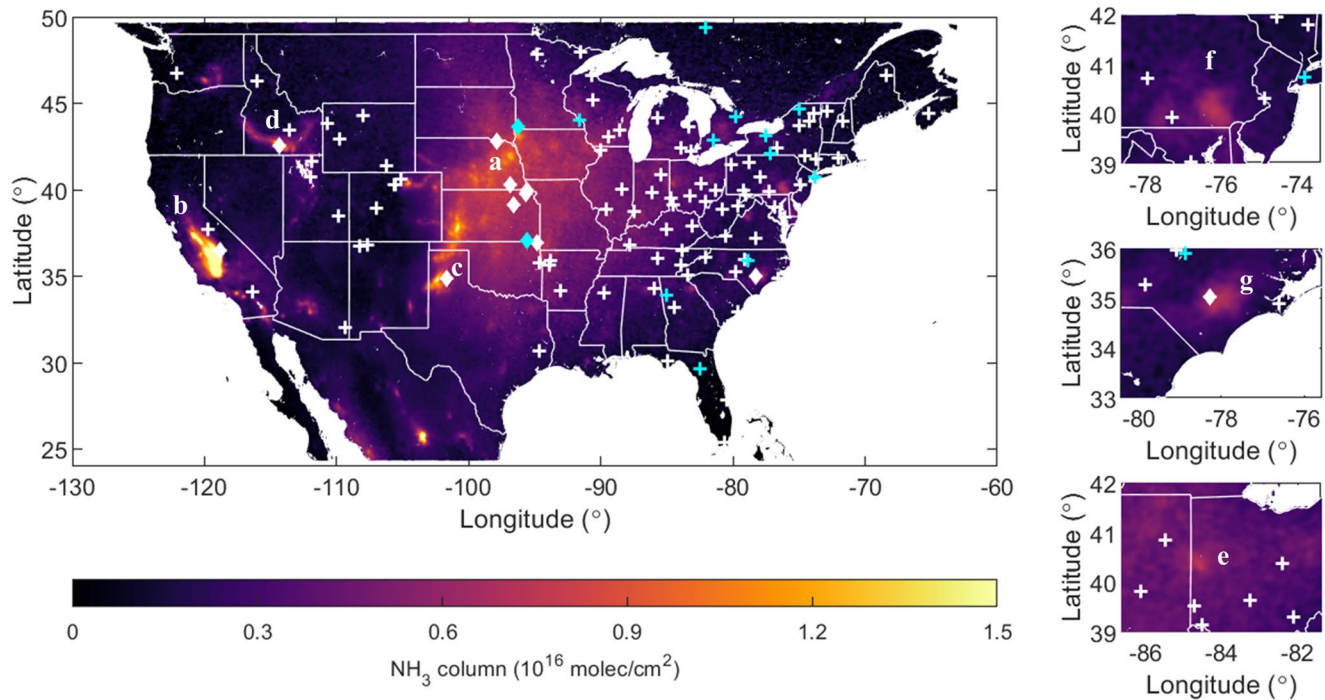 50
45
40
35
30
25
Latitude (°)
a
b
c
d
-130 -120 -110 -100 -90 -80 -70 -60
Longitude (°)
0 0.3 0.6 0.9 1.2 1.5
NH3 column (10^16 molec/cm^2)
42
41
40
39
Latitude (°)
f
-78 -76 -74
Longitude (°)
36
35
34
33
Latitude (°)
g
-80 -78 -76
Longitude (°)
42
41
40
39
Latitude (°)
e
-86 -84 -82
Longitude (°)